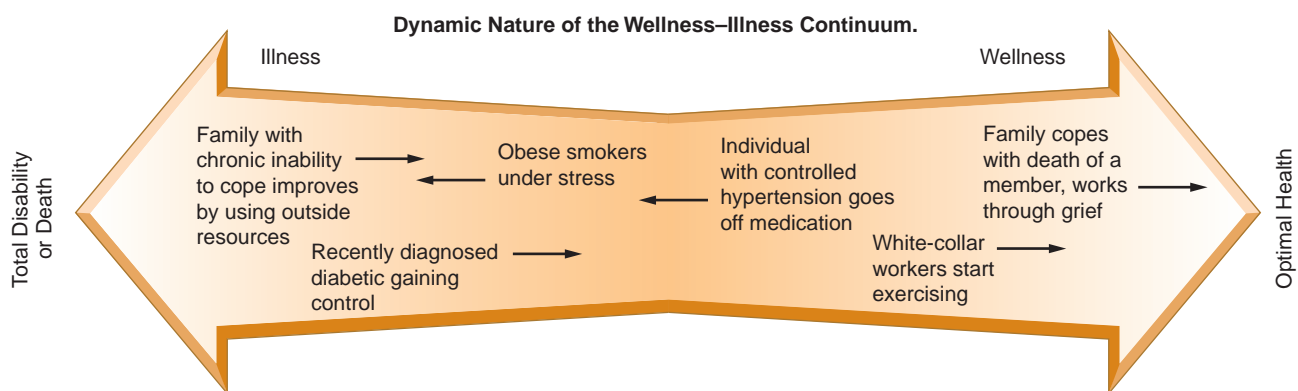 Dynamic Nature of the Wellness–Illness Continuum.
Illness
Wellness
Total Disability
or Death
Family with
chronic inability
to cope improves
by using outside
resources
Obese smokers
under stress
Recently diagnosed
diabetic gaining
control
Individual
with controlled
hypertension goes
off medication
Family copes
with death of a
member, works
through grief
White-collar
workers start
exercising
Optimal Health